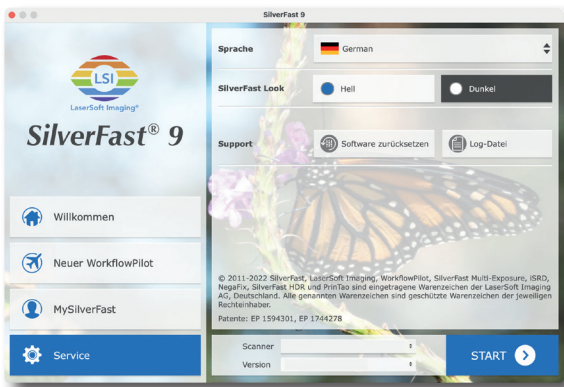 SilverFast 9
LSI
LaserSoft Imaging®
SilverFast® 9
Willkommen
Neuer WorkflowPilot
MySilverFast
Service
Sprache
German
SilverFast Look
Hell
Dunkel
Support
Software zurücksetzen
Log-Datei
© 2011-2022 SilverFast, LaserSoft Imaging, WorkflowPilot, SilverFast Multi-Exposure, iSRD,
NegaFix, SilverFast HDR und PrinTao sind eingetragene Warenzeichen der LaserSoft Imaging
AG, Deutschland. Alle genannten Warenzeichen sind geschützte Warenzeichen der jeweiligen
Rechteinhaber.
Patente: EP 1594301, EP 1744278
Scanner
Version
START